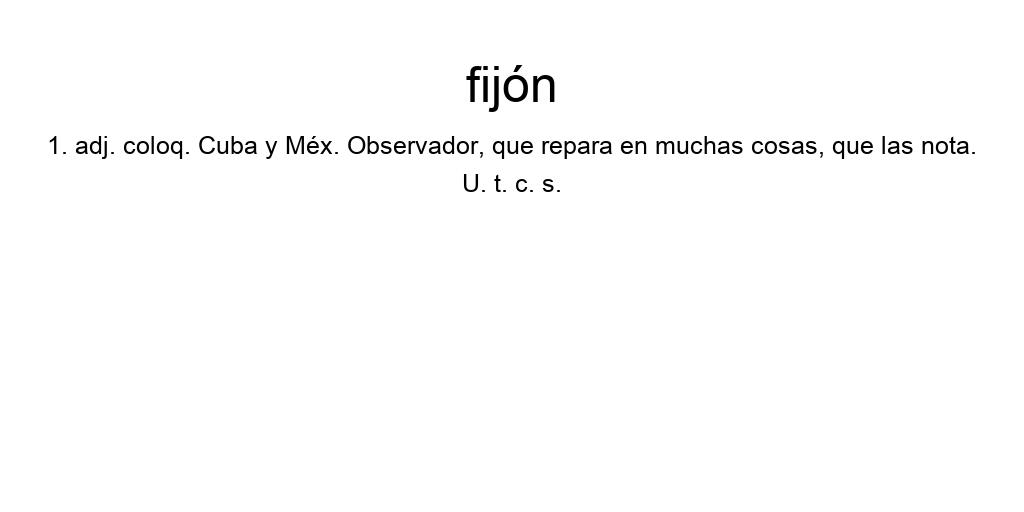 fijón
1. adj. coloq. Cuba y Méx. Observador, que repara en muchas cosas, que las nota.
U. t. c. s.